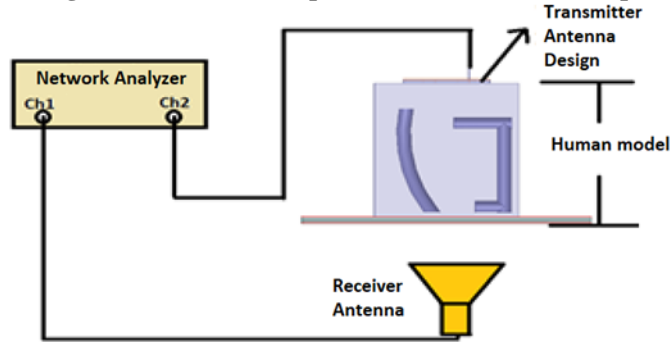 Transmitter
Antenna
Design
Network Analyzer
Ch1
Ch2
Human model
Receiver
Antenna